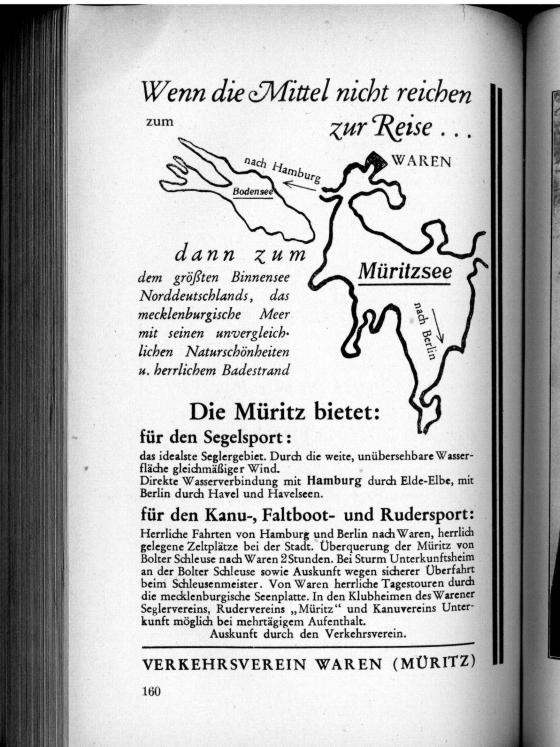 Wenn die Mittel nicht reichen
zum
zur Reise ...
nach Hamburg
WAREN
Bodensee
dann zum
Müritzsee
dem größten Binnensee
Norddeutschlands, das
mecklenburgische Meer
mit seinen unvergleich-
lichen Naturschönheiten
u. herrlichem Badestrand
nach Berlin
Die Müritz bietet:
für den Segelsport:
das idealste Seglergebiet. Durch die weite, unübersehbare Wasser-
fläche gleichmäßiger Wind.
Direkte Wasserverbindung mit Hamburg durch Elde-Elbe, mit
Berlin durch Havel und Havelseen.
für den Kanu-, Faltboot- und Rudersport:
Herrliche Fahrten von Hamburg und Berlin nach Waren, herrlich
gelegene Zeltplätze bei der Stadt. Überquerung der Müritz von
Bolter Schleuse nach Waren 2 Stunden. Bei Sturm Unterkunftsheim
an der Bolter Schleuse sowie Auskunft wegen sicherer Überfahrt
beim Schleusenmeister. Von Waren herrliche Tagestouren durch
die mecklenburgische Seenplatte. In den Klubheimen des Warener
Seglervereins, Rudervereins „Müritz“ und Kanuvereins Unter-
kunft möglich bei mehrtägigem Aufenthalt.
Auskunft durch den Verkehrsverein.
VERKEHRSVEREIN WAREN (MÜRITZ)
160